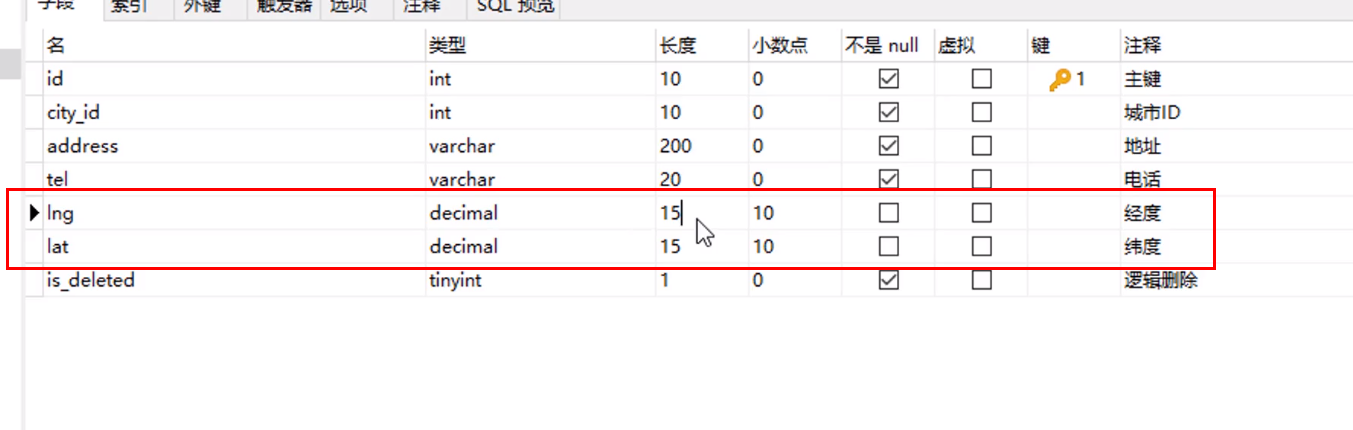 字段 索引 外键 触发器 选项 注释 SQL 预览
名 类型 长度 小数点 不是 null 虚拟 键 注释
id int 10 0 1 主键
city_id int 10 0 城市ID
address varchar 200 0 地址
tel varchar 20 0 电话
lng decimal 15 10 经度
lat decimal 15 10 纬度
is_deleted tinyint 1 0 逻辑删除